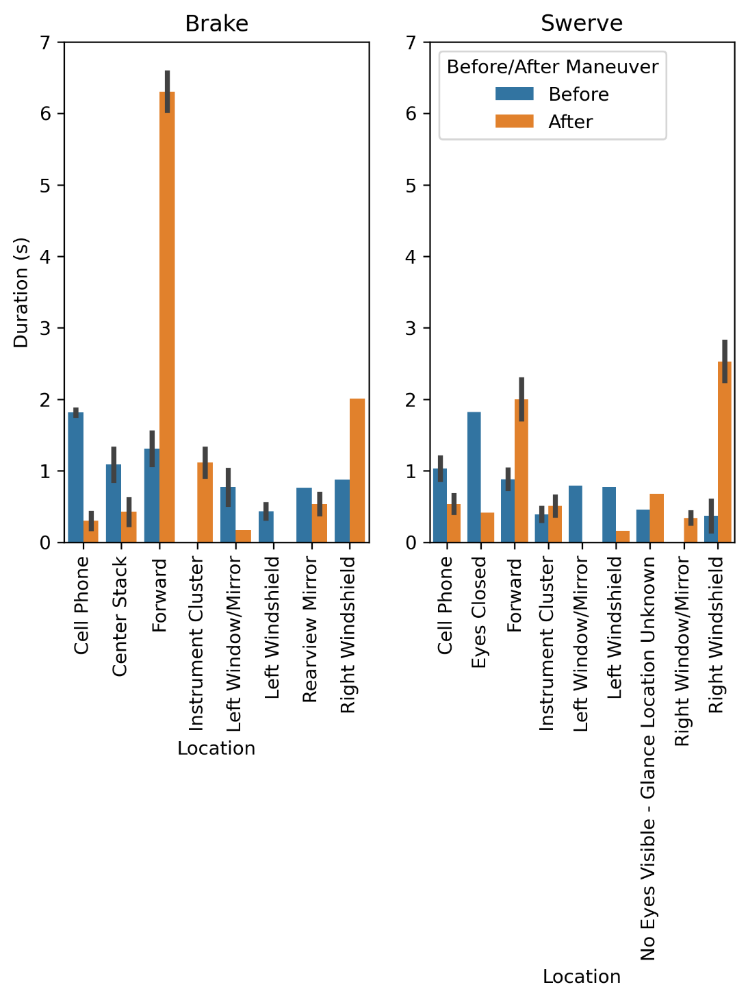 Brake
Swerve
Duration (s)
7
6
5
4
3
2
1
0
Cell Phone
Center Stack
Forward
Instrument Cluster
Left Window/Mirror
Left Windshield
Rearview Mirror
Right Windshield
Location
Before/After Maneuver
Before
After
7
6
5
4
3
2
1
0
Cell Phone
Eyes Closed
Forward
Instrument Cluster
Left Window/Mirror
Left Windshield
No Eyes Visible - Glance Location Unknown
Right Window/Mirror
Right Windshield
Location